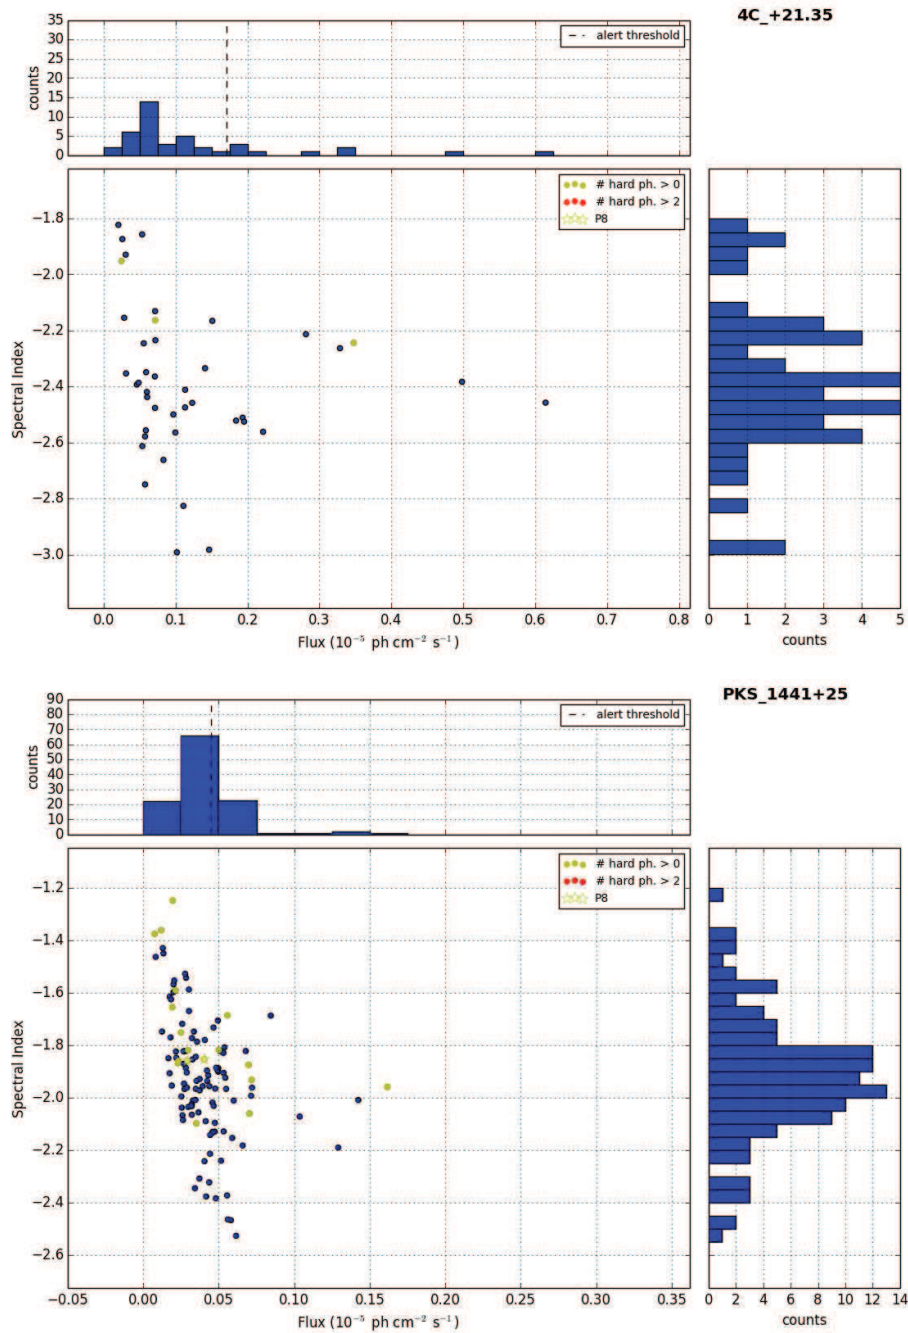 4C_+21.35
35
30
25
20
15
10
5
0
counts
alert threshold
# hard ph. > 0
# hard ph. > 2
P8
−1.8
−2.0
−2.2
−2.4
−2.6
−2.8
−3.0
Spectral Index
0.0 0.1 0.2 0.3 0.4 0.5 0.6 0.7 0.8
Flux (10⁻⁵ ph cm⁻² s⁻¹)
0 1 2 3 4 5
counts
PKS_1441+25
90
80
70
60
50
40
30
20
10
0
counts
alert threshold
# hard ph. > 0
# hard ph. > 2
P8
−1.2
−1.4
−1.6
−1.8
−2.0
−2.2
−2.4
−2.6
Spectral Index
−0.05 0.00 0.05 0.10 0.15 0.20 0.25 0.30 0.35
Flux (10⁻⁵ ph cm⁻² s⁻¹)
0 2 4 6 8 10 12 14
counts